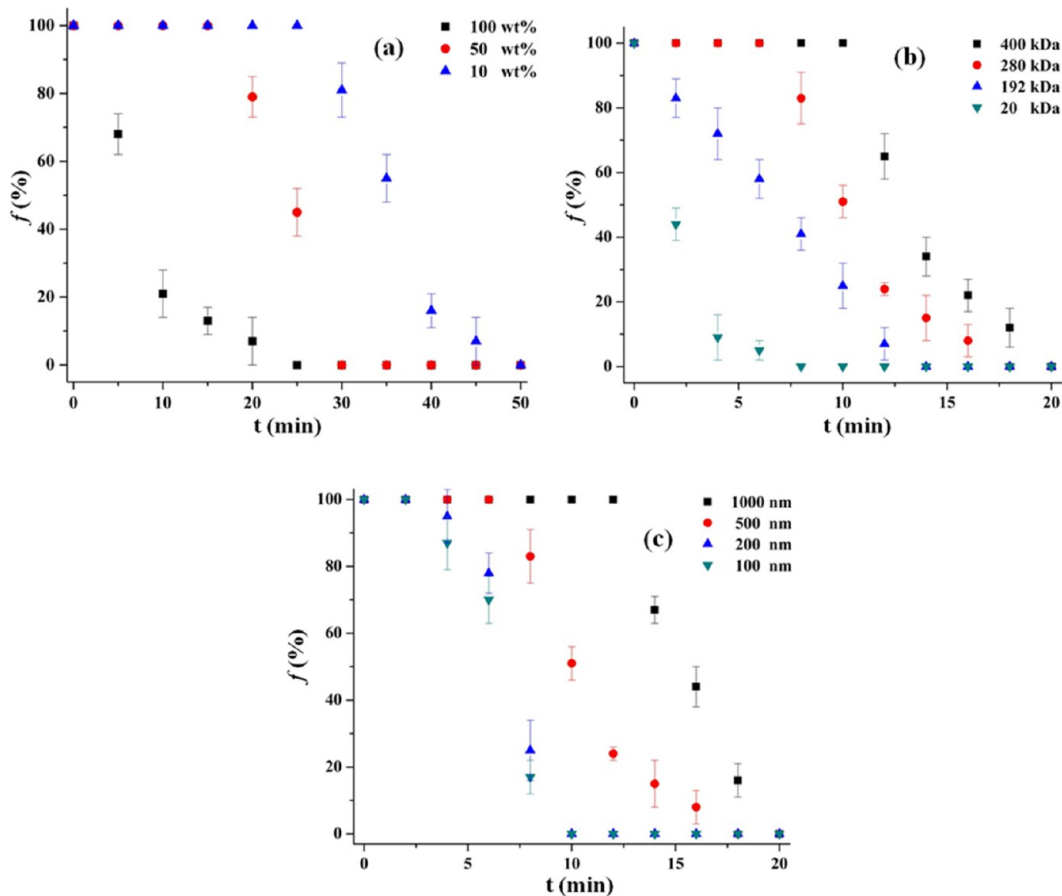 (a)
100 wt%
50 wt%
10 wt%
f (%)
100
80
60
40
20
0
0 10 20 30 40 50
t (min)
(b)
400 kDa
280 kDa
192 kDa
20 kDa
f (%)
100
80
60
40
20
0
0 5 10 15 20
t (min)
(c)
1000 nm
500 nm
200 nm
100 nm
f (%)
100
80
60
40
20
0
0 5 10 15 20
t (min)